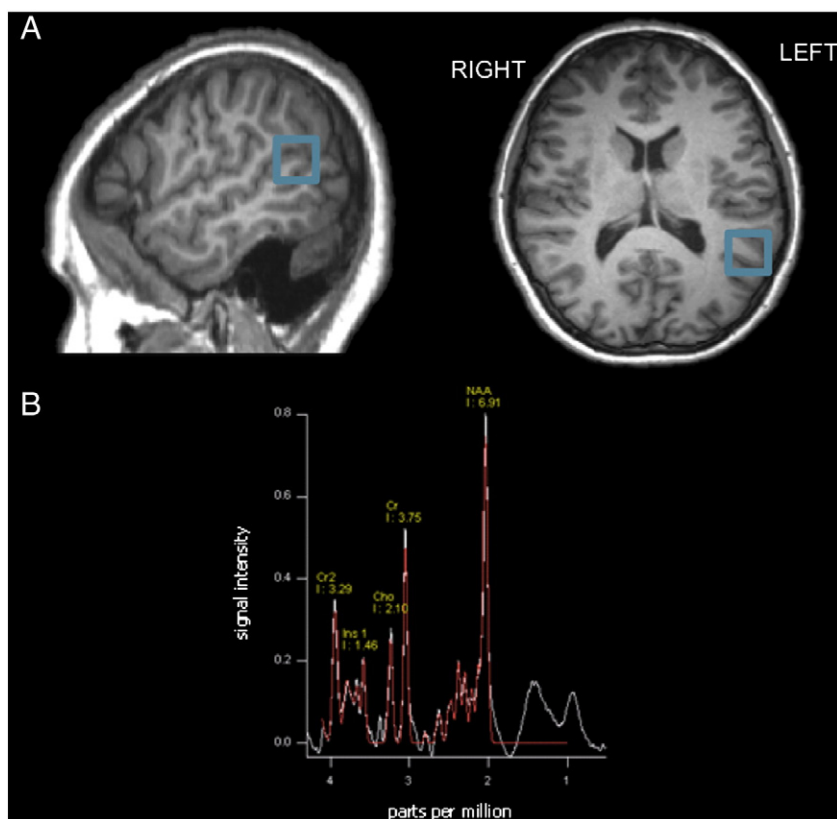 A
RIGHT
LEFT
B
NAA
I : 6.91
0.8
0.6
Cr
I : 3.75
signal intensity
0.4
Cr2
I : 3.29
Cho
I : 2.10
Ins 1
I : 1.46
0.2
0.0
4 3 2 1
parts per million